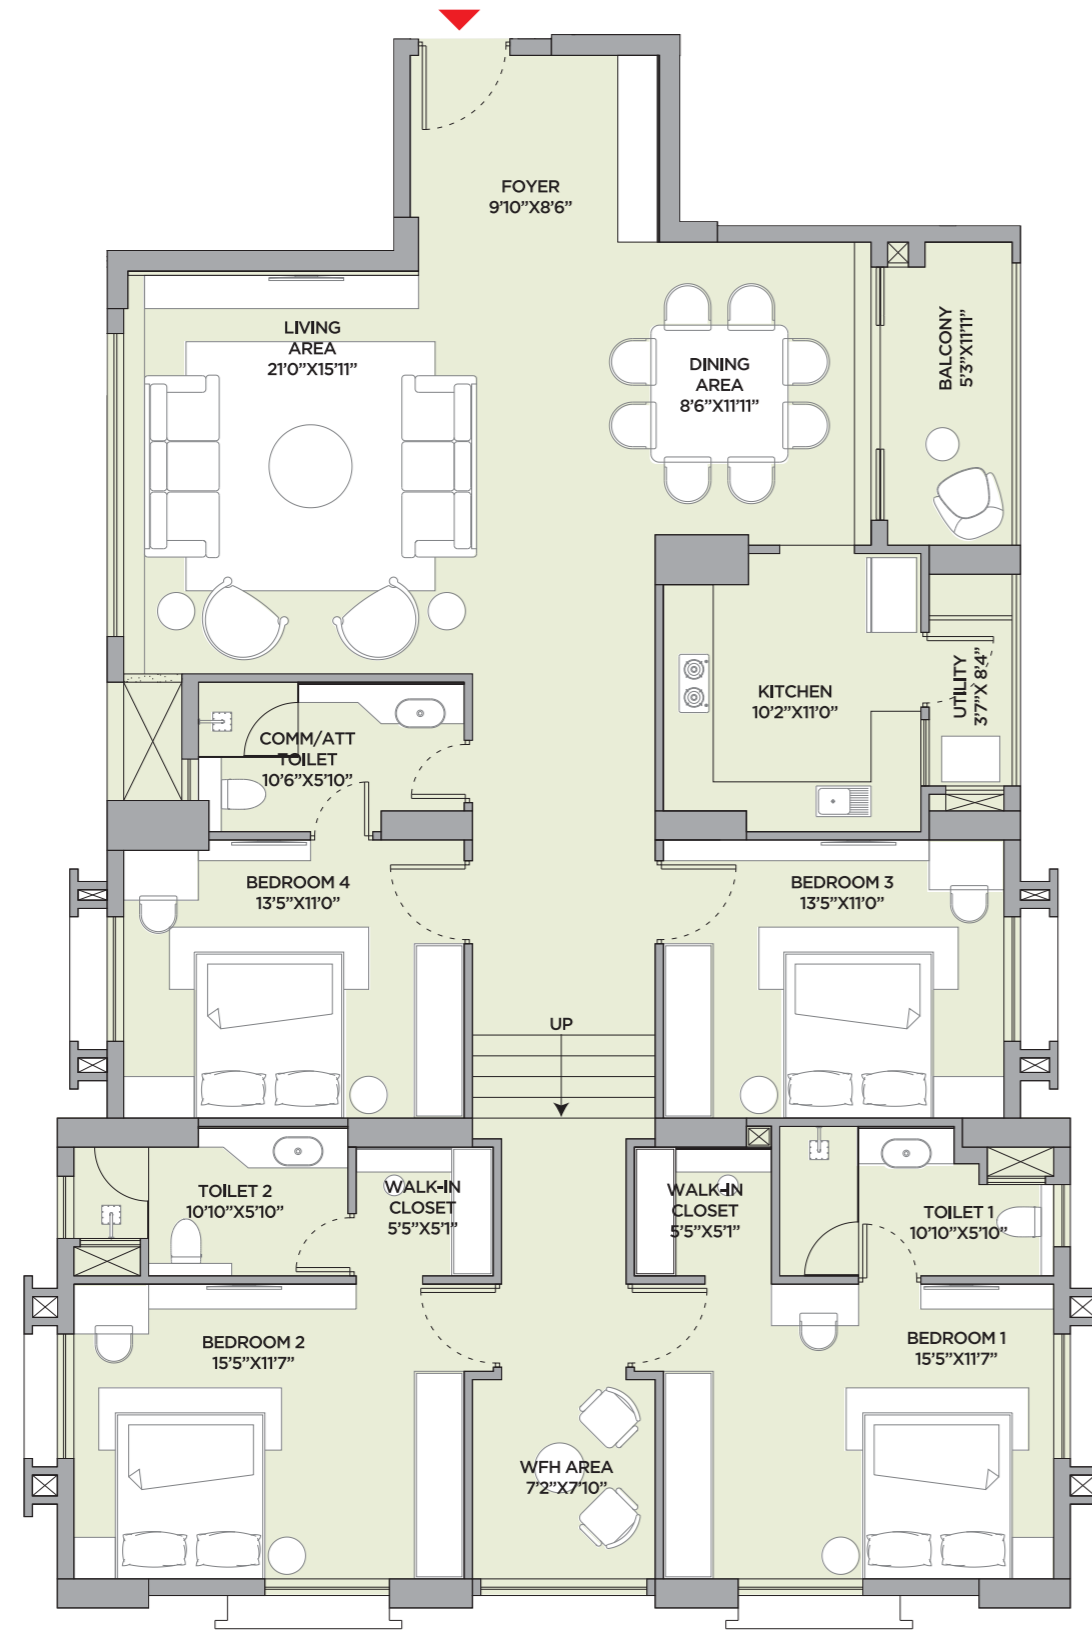 FOYER
9'10”X8'6”
LIVING
AREA
21'0”X15'11”
DINING
AREA
8'6”X11'11”
BALCONY
5'3”X11'11”
KITCHEN
10'2”X11'0”
UTILITY
3'7”X 8'4”
COMM/ATT
TOILET
10'6”X5'10”
BEDROOM 4
13'5”X11'0”
BEDROOM 3
13'5”X11'0”
UP
TOILET 2
10'10”X5'10”
WALK-IN
CLOSET
5'5”X5'1”
WALK-IN
CLOSET
5'5”X5'1”
TOILET 1
10'10”X5'10”
BEDROOM 2
15'5”X11'7”
BEDROOM 1
15'5”X11'7”
WFH AREA
7'2”X7'10”